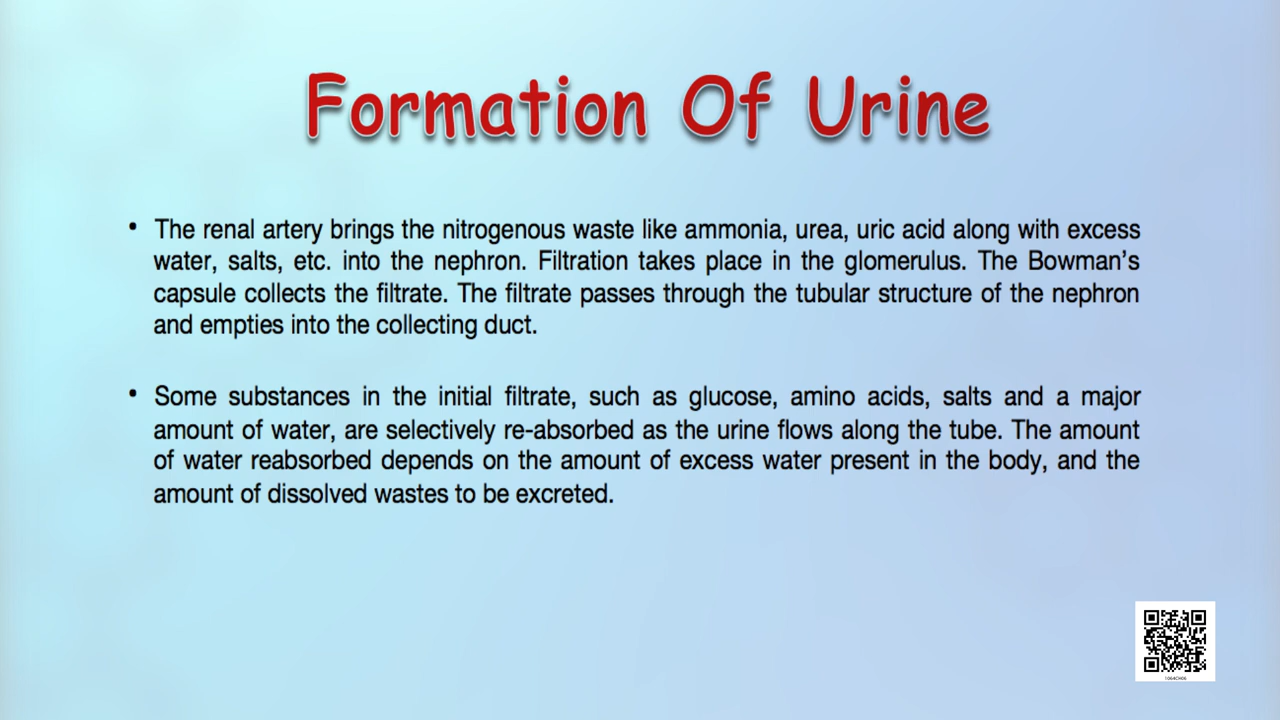 Formation Of Urine
• The renal artery brings the nitrogenous waste like ammonia, urea, uric acid along with excess
water, salts, etc. into the nephron. Filtration takes place in the glomerulus. The Bowman's
capsule collects the filtrate. The filtrate passes through the tubular structure of the nephron
and empties into the collecting duct.
• Some substances in the initial filtrate, such as glucose, amino acids, salts and a major
amount of water, are selectively re-absorbed as the urine flows along the tube. The amount
of water reabsorbed depends on the amount of excess water present in the body, and the
amount of dissolved wastes to be excreted.
1064CH06